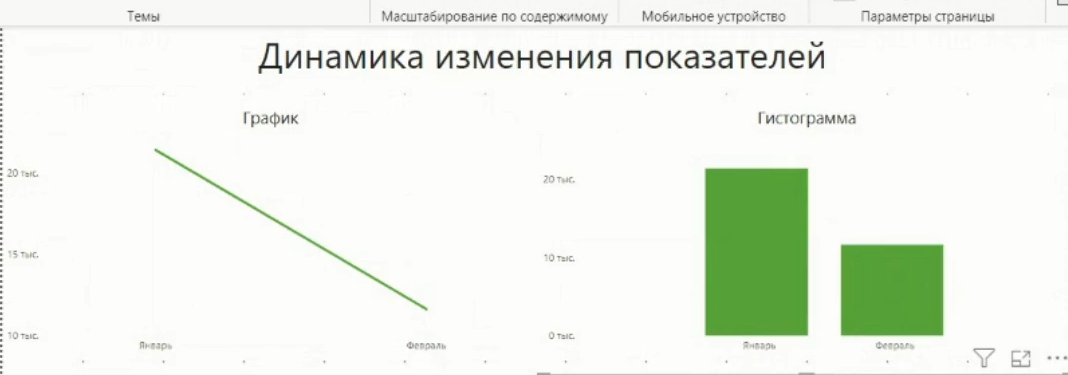 Темы
Масштабирование по содержимому
Мобильное устройство
Параметры страницы
Динамика изменения показателей
График
20 тыс.
15 тыс.
10 тыс.
Январь
Февраль
Гистограмма
20 тыс.
10 тыс.
0 тыс.
Январь
Февраль